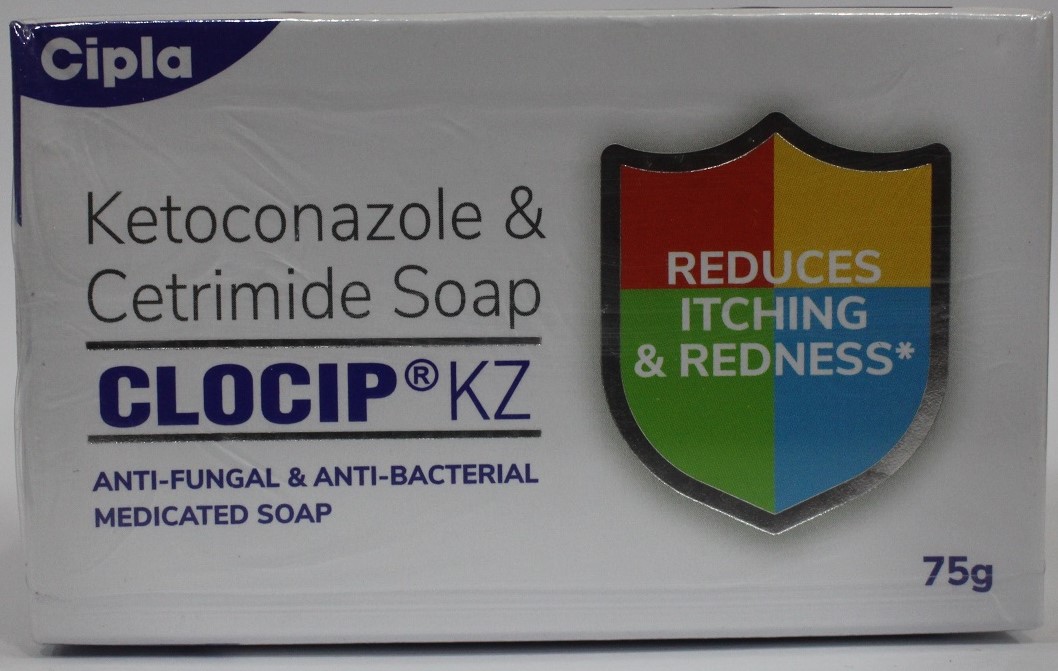 Cipla
Ketoconazole &
Cetrimide Soap
CLOCIP® KZ
ANTI-FUNGAL & ANTI-BACTERIAL
MEDICATED SOAP
REDUCES
ITCHING
& REDNESS*
75g